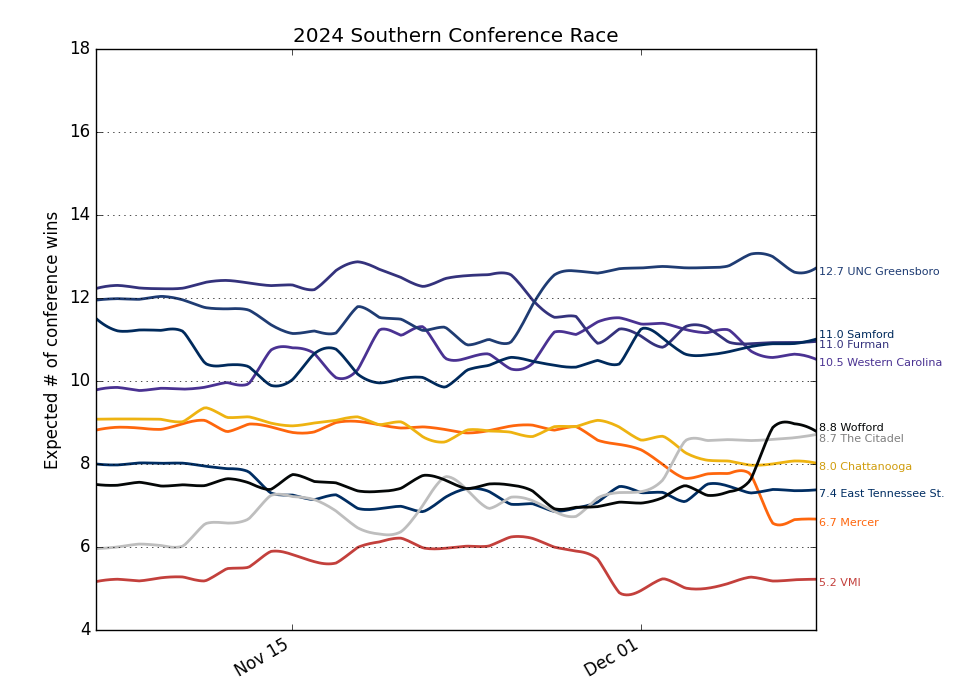 2024 Southern Conference Race
Expected # of conference wins
18
16
14
12
10
8
6
4
Nov 15
Dec 01
12.7 UNC Greensboro
11.0 Samford
11.0 Furman
10.5 Western Carolina
8.8 Wofford
8.7 The Citadel
8.0 Chattanooga
7.4 East Tennessee St.
6.7 Mercer
5.2 VMI